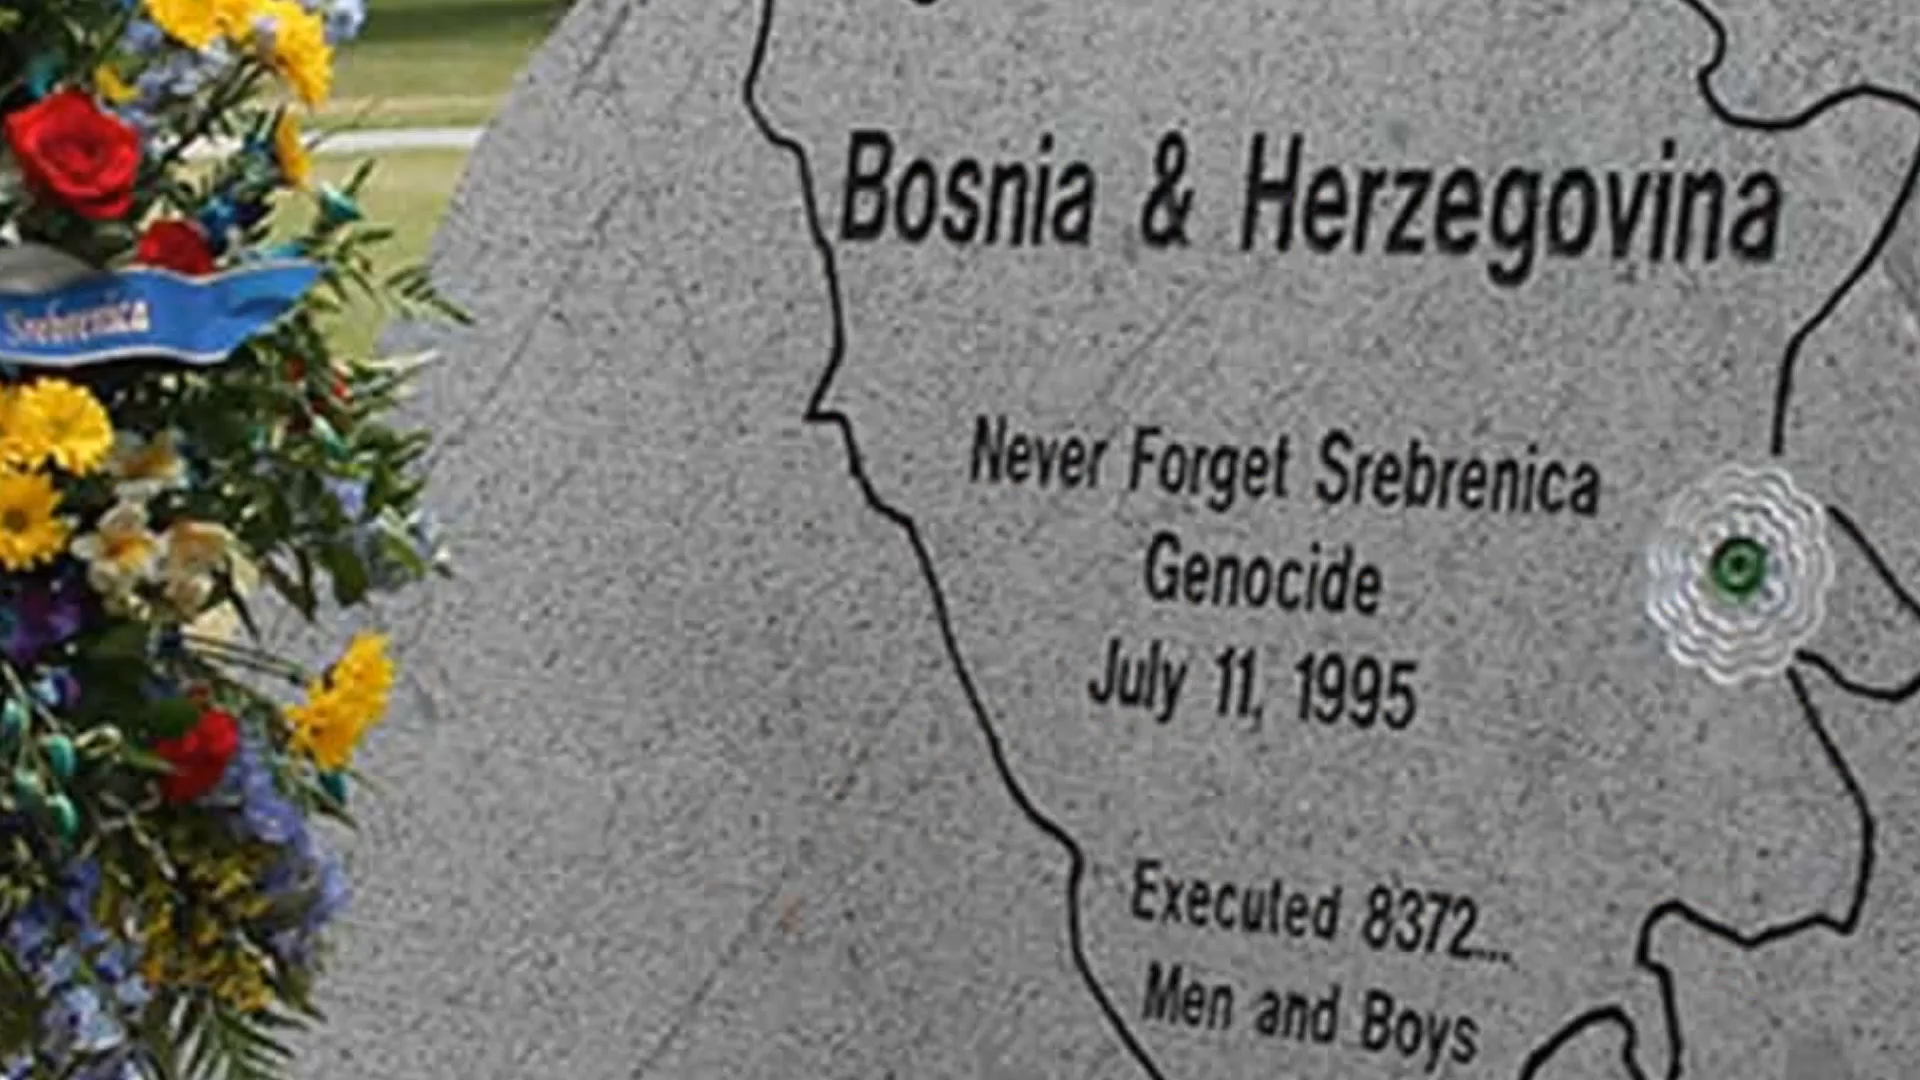 Srebrenica
Bosnia & Herzegovina
Never Forget Srebrenica
Genocide
July 11, 1995
Executed 8372...
Men and Boys